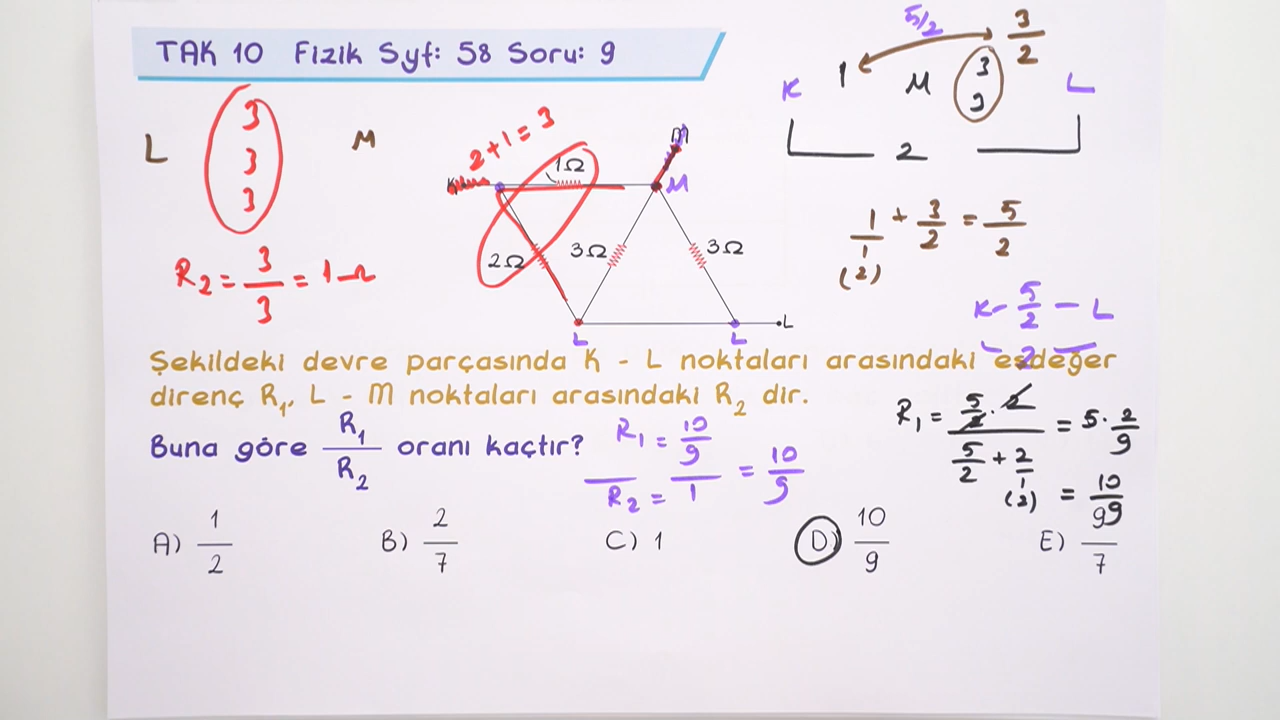 TAK 10 Fizik Syf: 58 Soru: 9
5/2
3/2
K 1 M 3 3 L
2
L 3 3 3 M
2+1=3
K 1Ω M
M
2Ω 3Ω 3Ω
L L L
R2 = 3/3 = 1Ω
1/1 + 3/2 = 5/2
(2)
K - 5/2 - L
2
Şekildeki devre parçasında K - L noktaları arasındaki eşdeğer
direnç R1, L - M noktaları arasındaki R2 dir.
Buna göre R1/R2 oranı kaçtır?
R1 = 10/9
R2 = 1
= 10/9
R1 = 5/2 · 2
5/2 + 2/1
(2)
= 5 · 2/9
= 10/9
A) 1/2 B) 2/7 C) 1 D) 10/9 E) 9/7